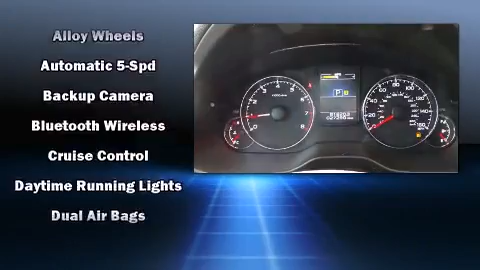 Alloy Wheels
Automatic 5-Spd
Backup Camera
Bluetooth Wireless
Cruise Control
Daytime Running Lights
Dual Air Bags
P